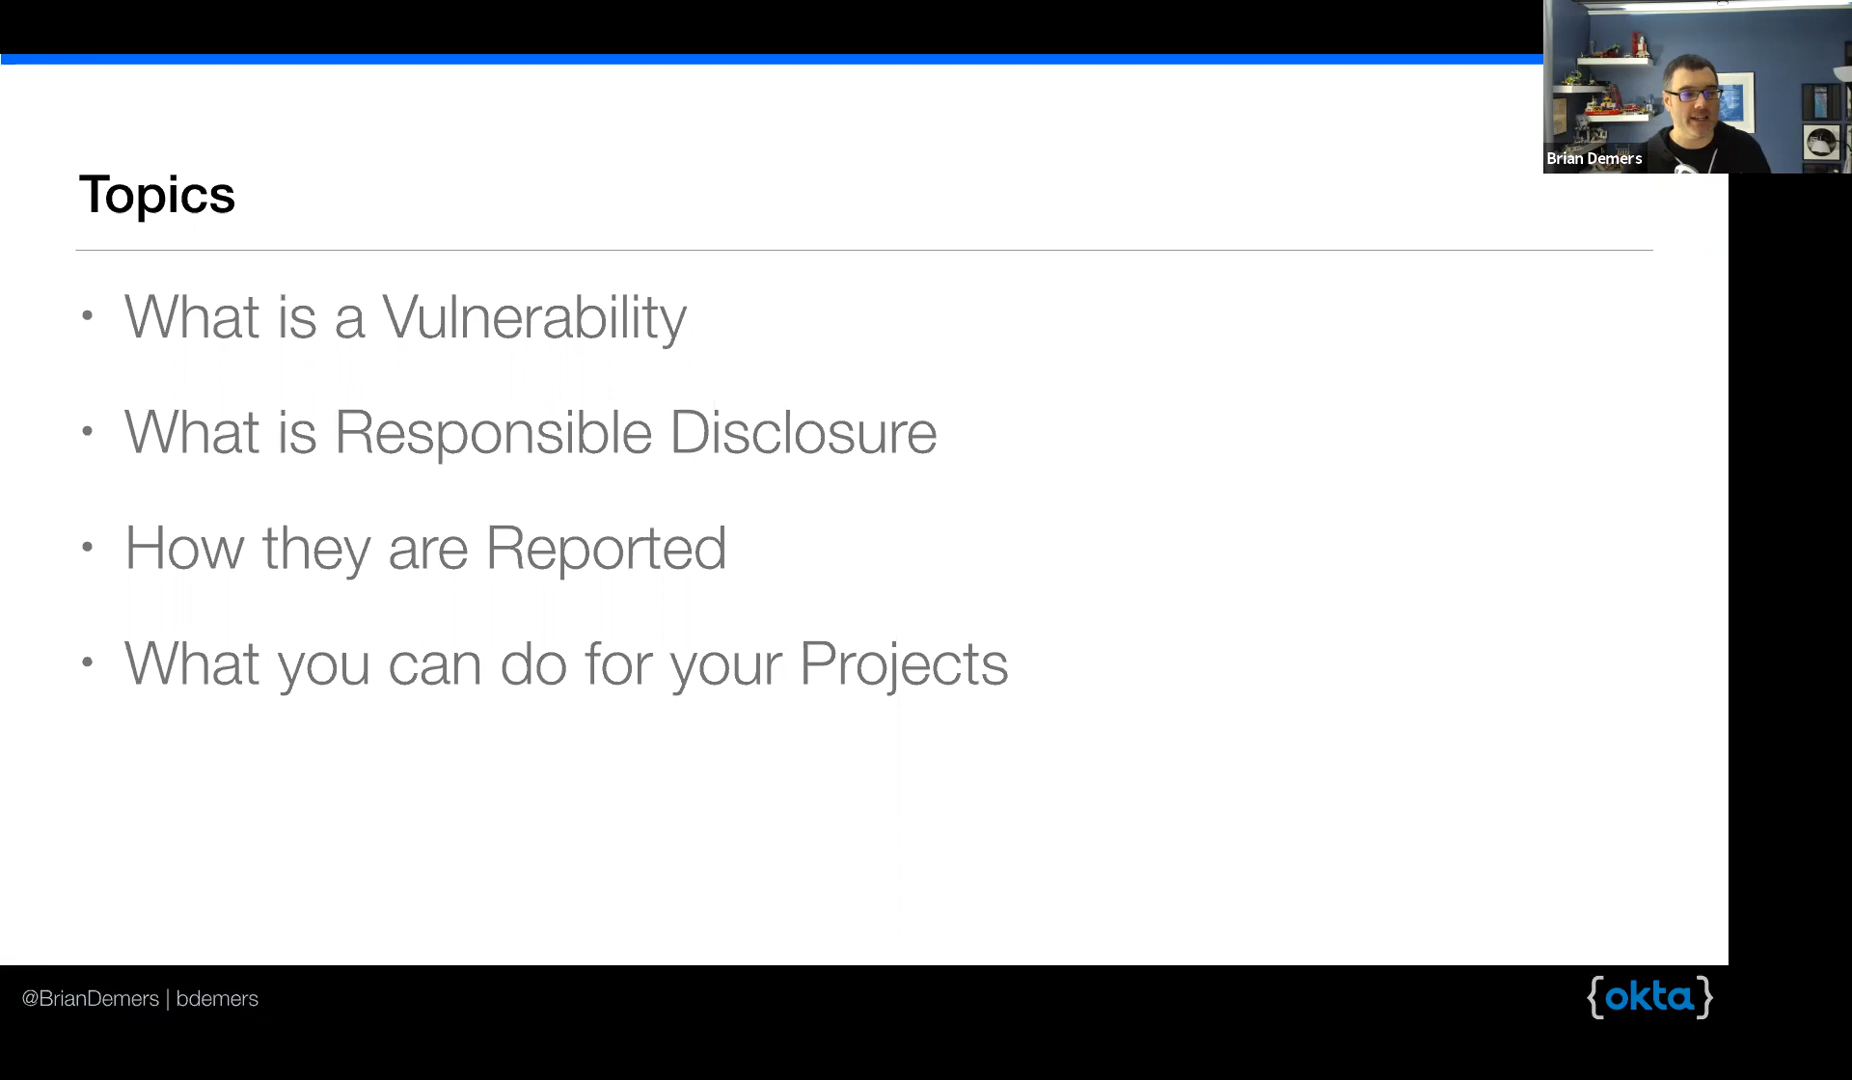 Brian Demers
Topics
• What is a Vulnerability
• What is Responsible Disclosure
• How they are Reported
• What you can do for your Projects
@BrianDemers | bdemers
{okta}